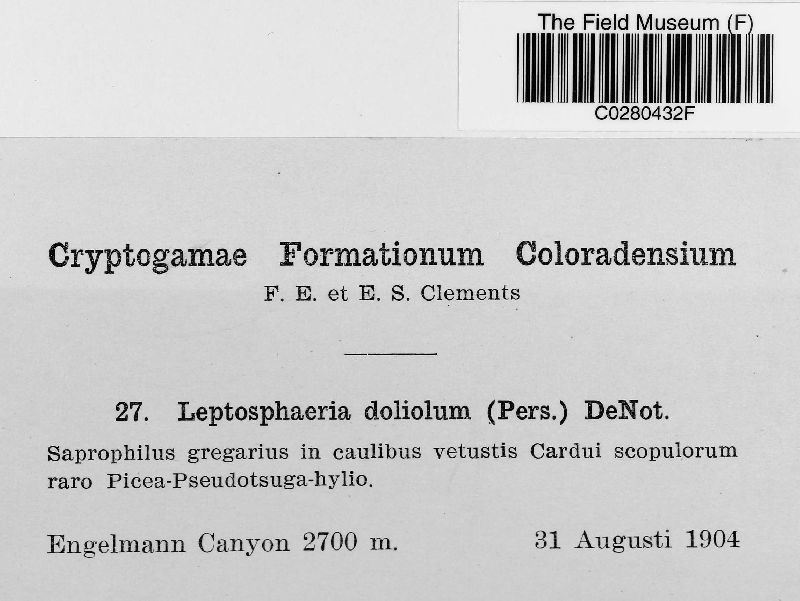 The Field Museum (F)
C0280432F
Cryptogamae Formationum Coloradensium
F. E. et E. S. Clements
27. Leptosphaeria doliolum (Pers.) DeNot.
Saprophilus gregarius in caulibus vetustis Cardui scopulorum
raro Picea-Pseudotsuga-hylio.
Engelmann Canyon 2700 m. 31 Augusti 1904